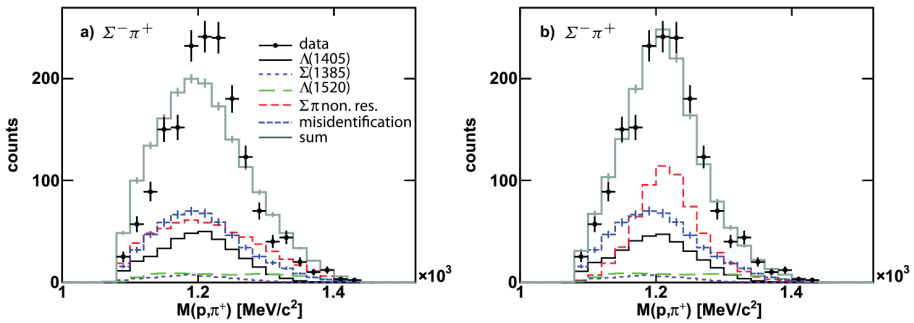 a) Σ⁻π⁺
data
Λ(1405)
Σ(1385)
Λ(1520)
Σπ non. res.
misidentification
sum
counts
200
100
0
1
1.2
1.4
×10³
M(p,π⁺) [MeV/c²]
b) Σ⁻π⁺
counts
200
100
0
1
1.2
1.4
×10³
M(p,π⁺) [MeV/c²]